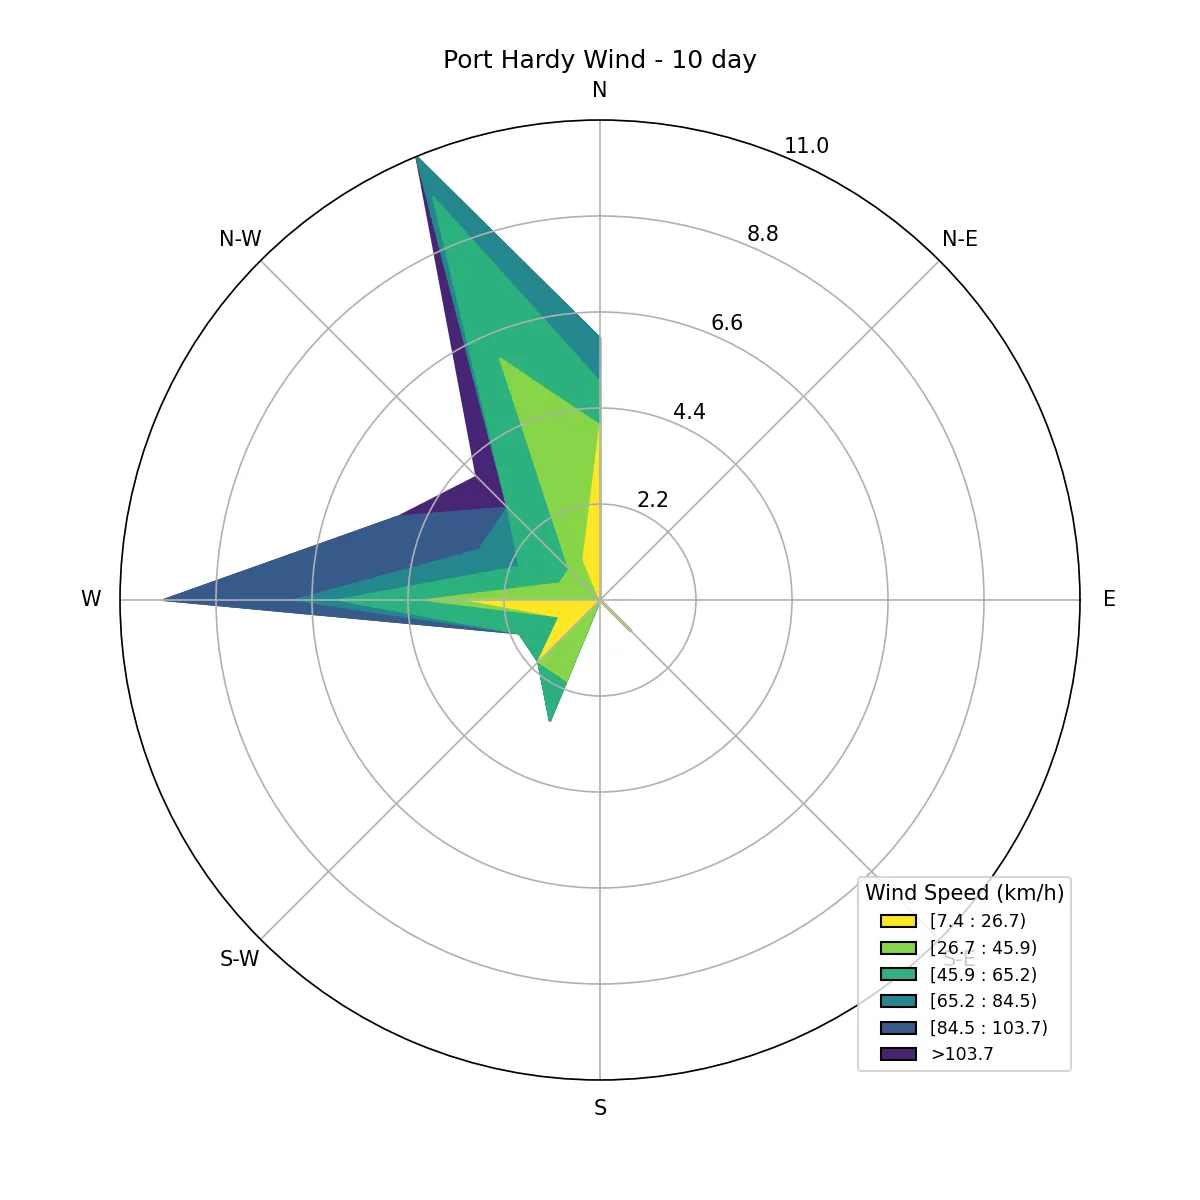 Port Hardy Wind - 10 day
N
11.0
N-W
8.8
N-E
6.6
4.4
2.2
W
E
Wind Speed (km/h)
[7.4 : 26.7)
[26.7 : 45.9)
S-W
S-E
[45.9 : 65.2)
[65.2 : 84.5)
[84.5 : 103.7)
>103.7
S